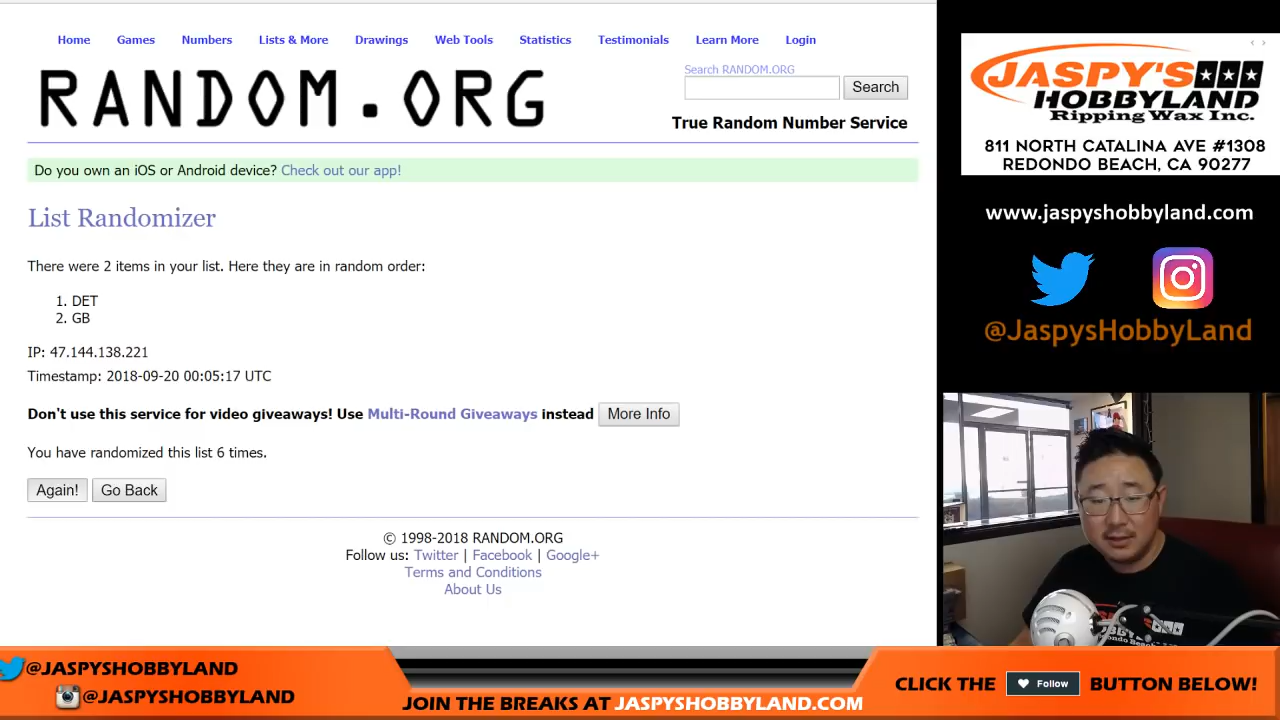 Home Games Numbers Lists & More Drawings Web Tools Statistics Testimonials Learn More Login
RANDOM.ORG
Search RANDOM.ORG
Search
True Random Number Service
Do you own an iOS or Android device? Check out our app!
List Randomizer
There were 2 items in your list. Here they are in random order:
1. DET
2. GB
IP: 47.144.138.221
Timestamp: 2018-09-20 00:05:17 UTC
Don't use this service for video giveaways! Use Multi-Round Giveaways instead More Info
You have randomized this list 6 times.
Again! Go Back
© 1998-2018 RANDOM.ORG
Follow us: Twitter | Facebook | Google+
Terms and Conditions
About Us
JASPY'S
HOBBYLAND
Ripping Wax Inc.
811 NORTH CATALINA AVE #1308
REDONDO BEACH, CA 90277
www.jaspyshobbyland.com
@JaspysHobbyLand
@JASPYSHOBBYLAND
@JASPYSHOBBYLAND
JOIN THE BREAKS AT JASPYSHOBBYLAND.COM
CLICK THE Follow BUTTON BELOW!